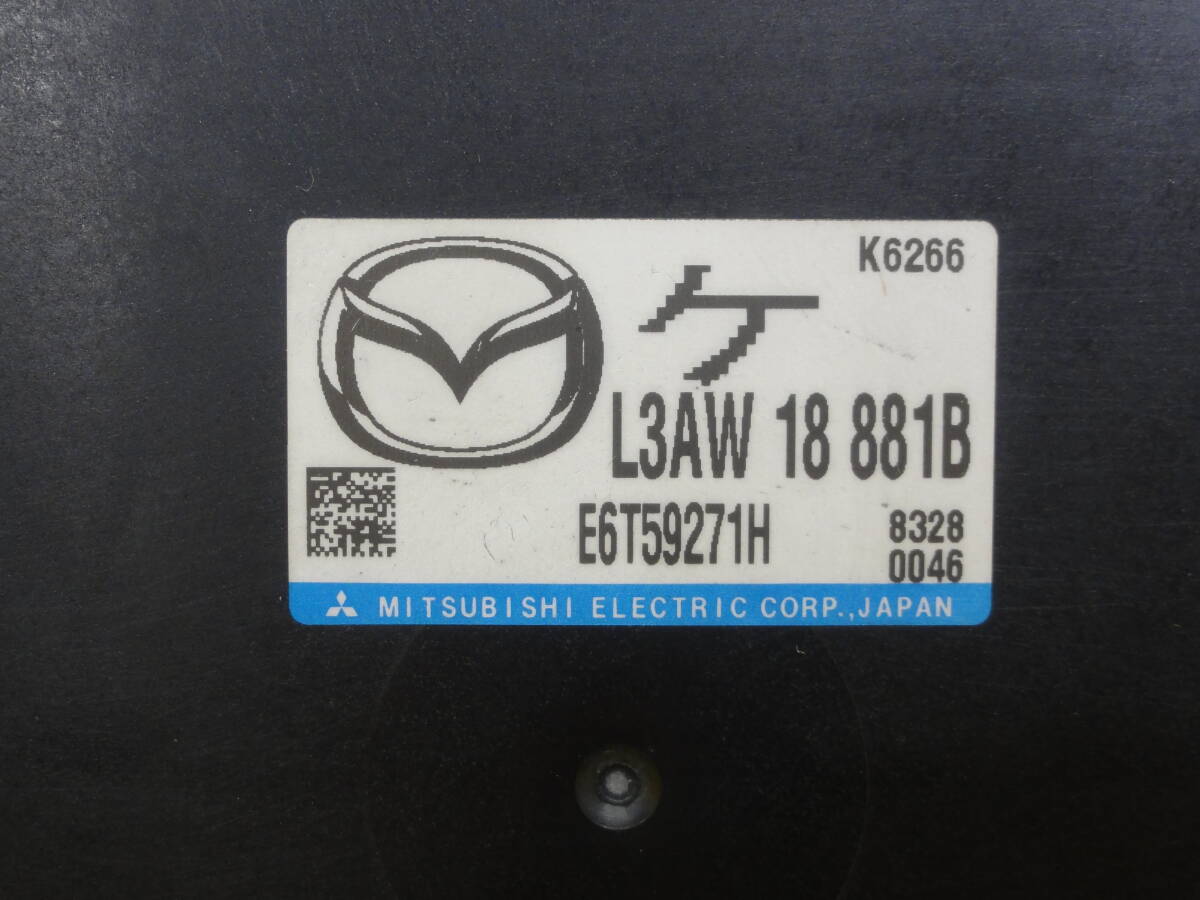 K6266
ケ
L3AW 18 881B
E6T59271H 8328
0046
MITSUBISHI ELECTRIC CORP.,JAPAN